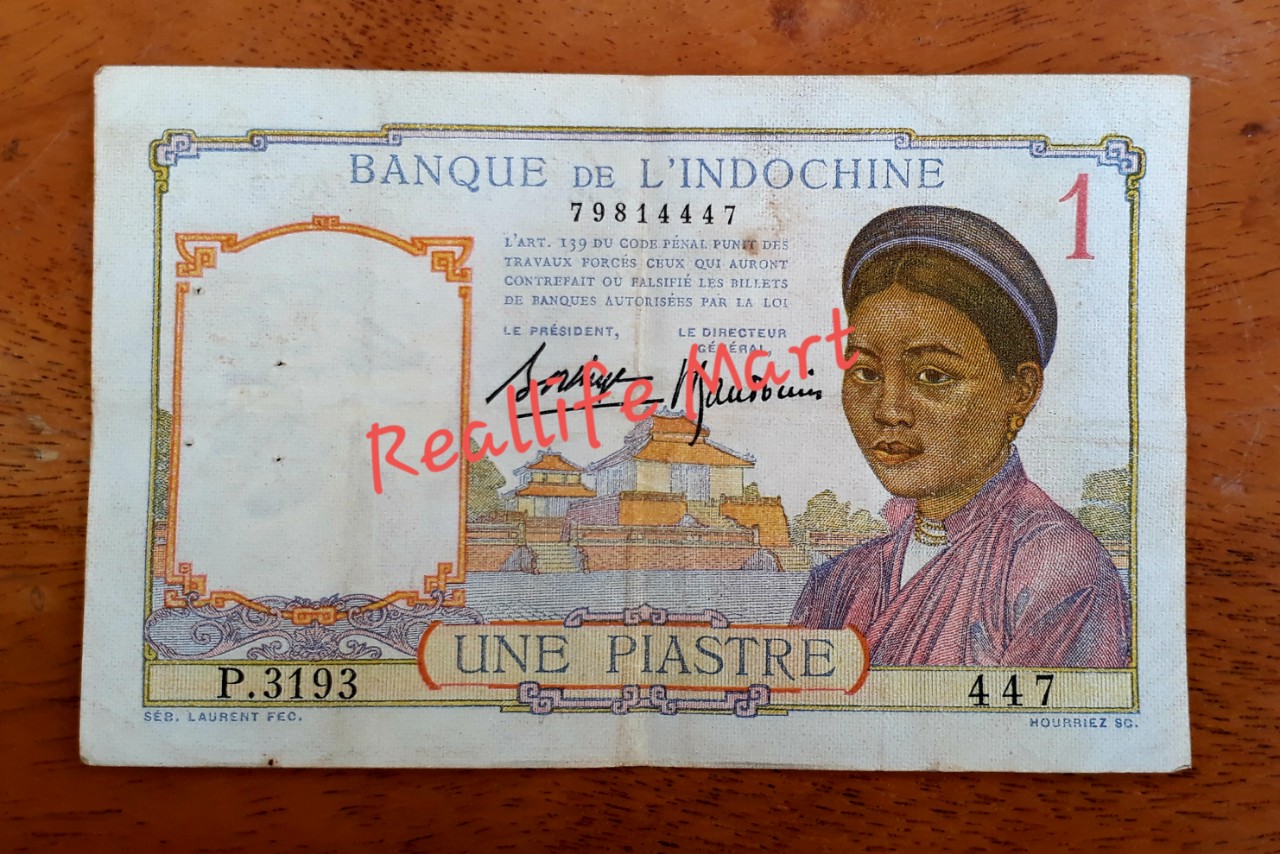 BANQUE DE L'INDOCHINE
1
79814447
L'ART. 139 DU CODE PÉNAL PUNIT DES
TRAVAUX FORCÉS CEUX QUI AURONT
CONTREFAIT OU FALSIFIÉ LES BILLETS
DE BANQUES AUTORISÉES PAR LA LOI
LE PRÉSIDENT,
LE DIRECTEUR
GÉNÉRAL
Reallife Mart
UNE PIASTRE
P.3193
447
SÉB. LAURENT FEC.
HOURRIEZ SC.